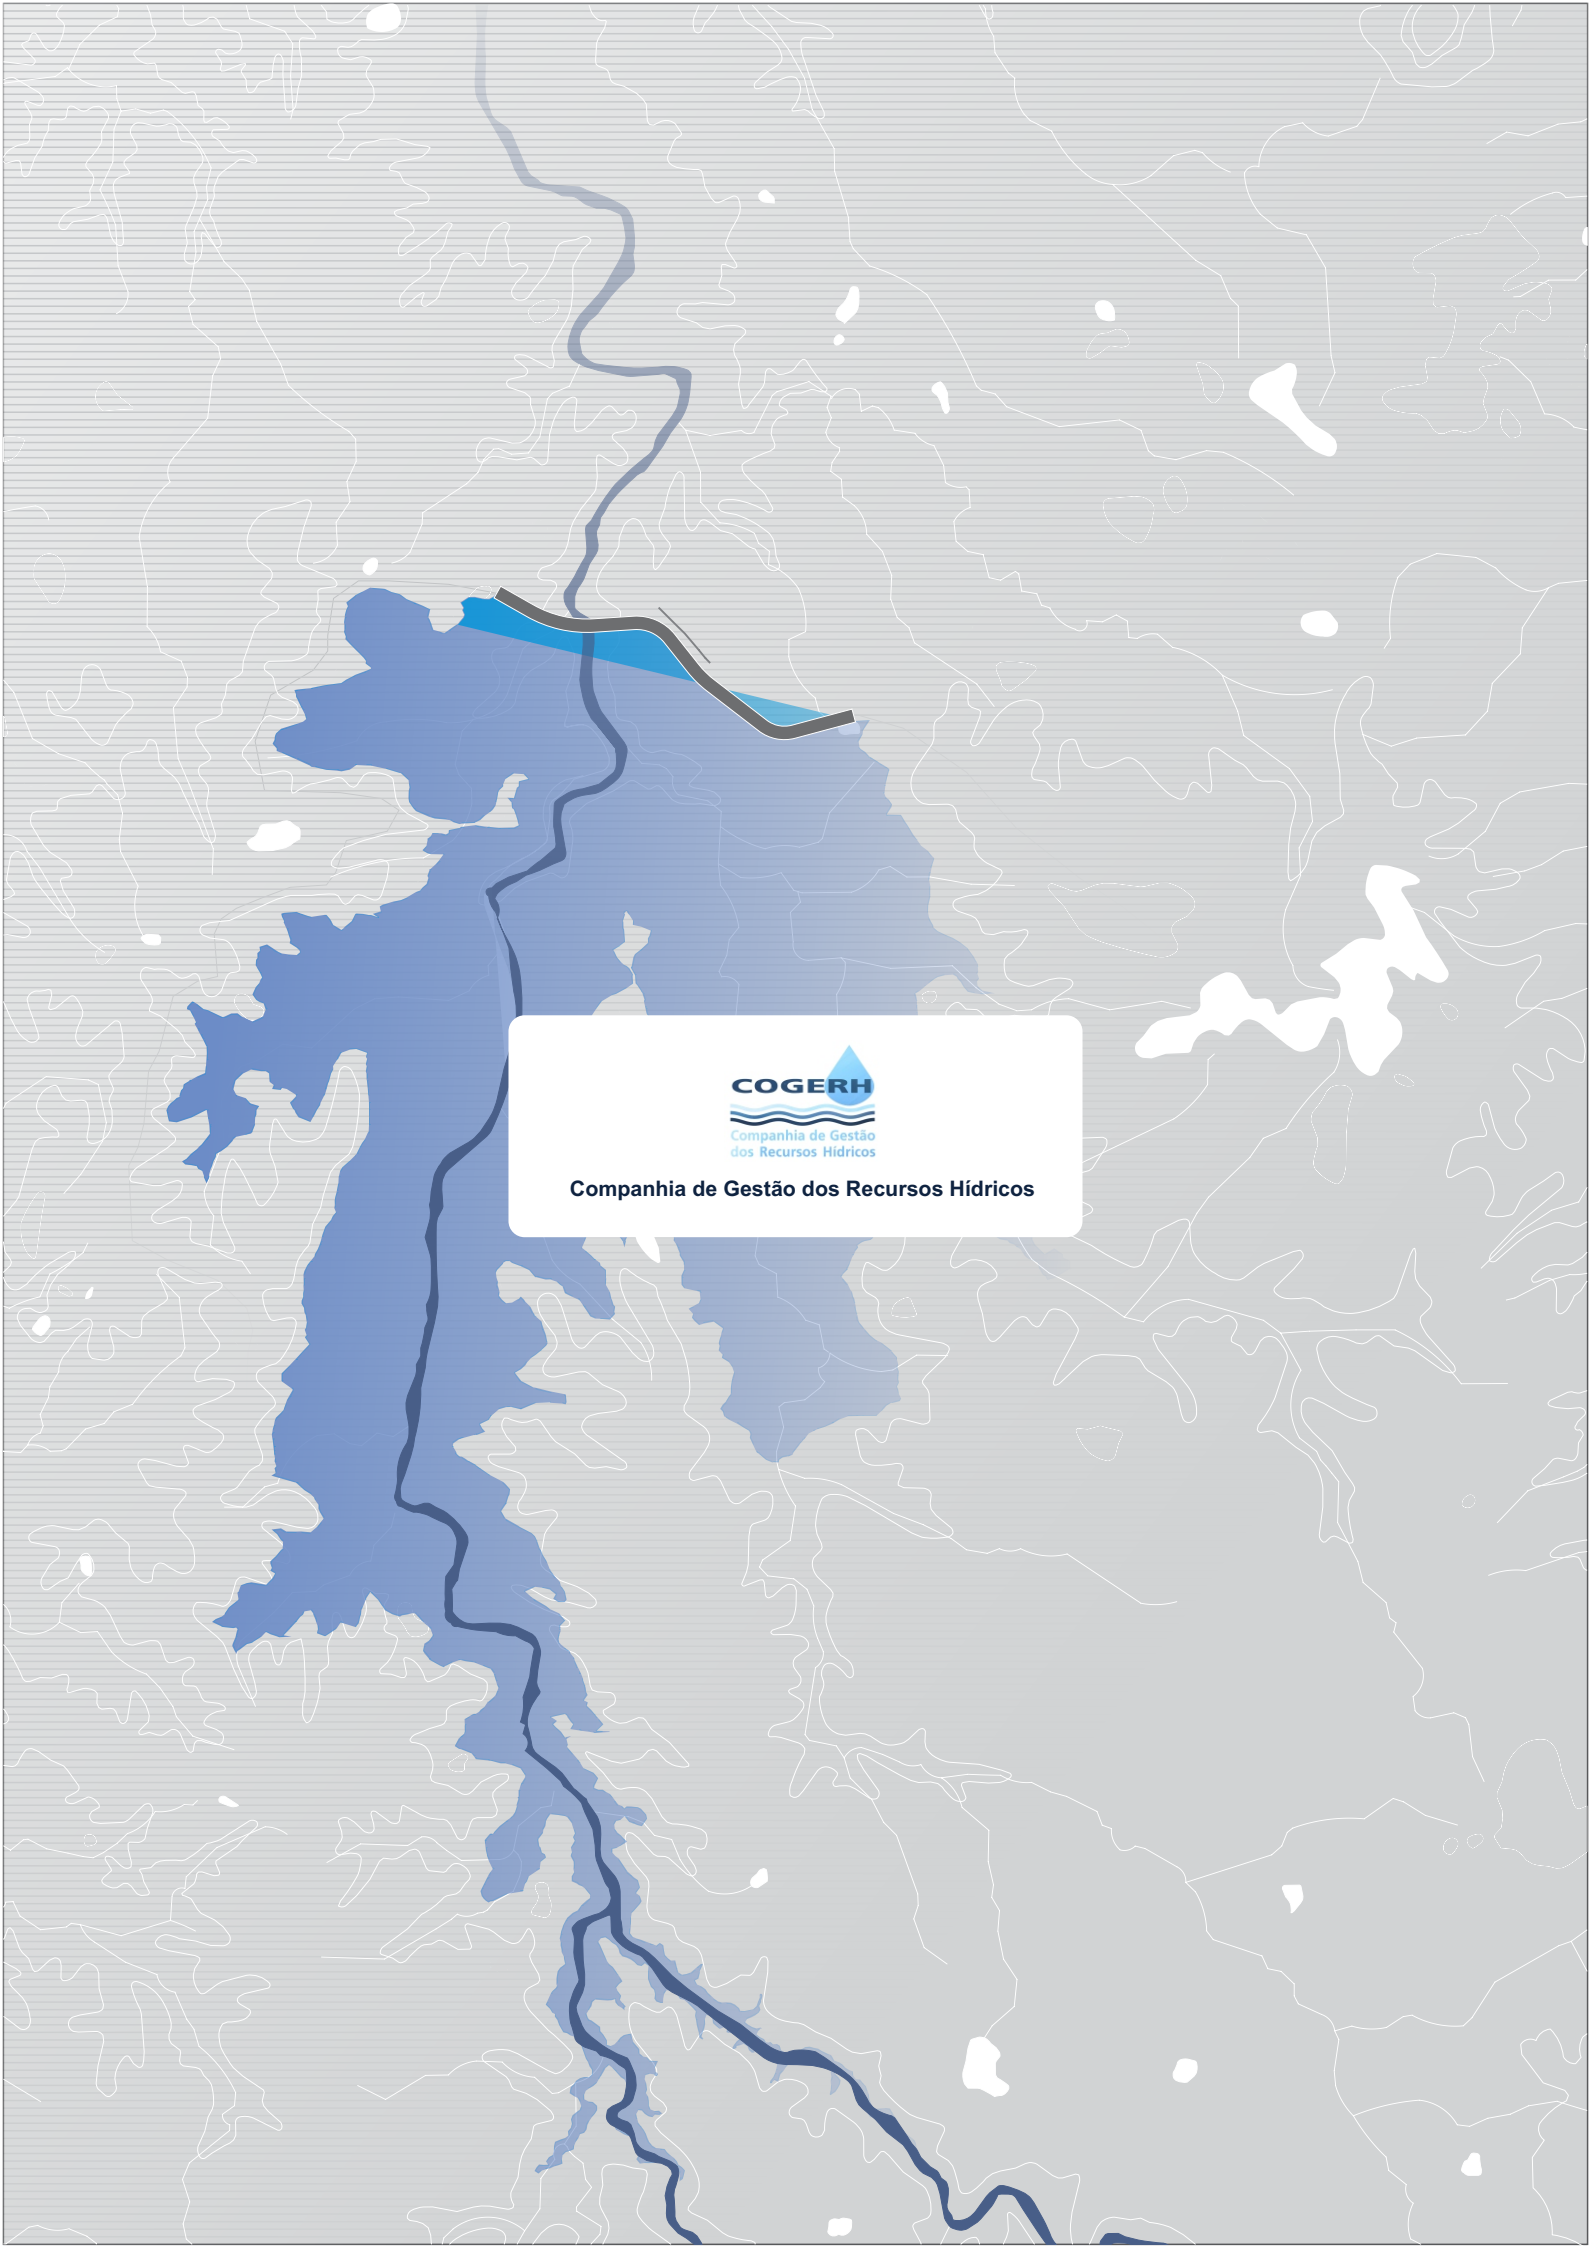 COGERH
Companhia de Gestão
dos Recursos Hídricos
Companhia de Gestão dos Recursos Hídricos